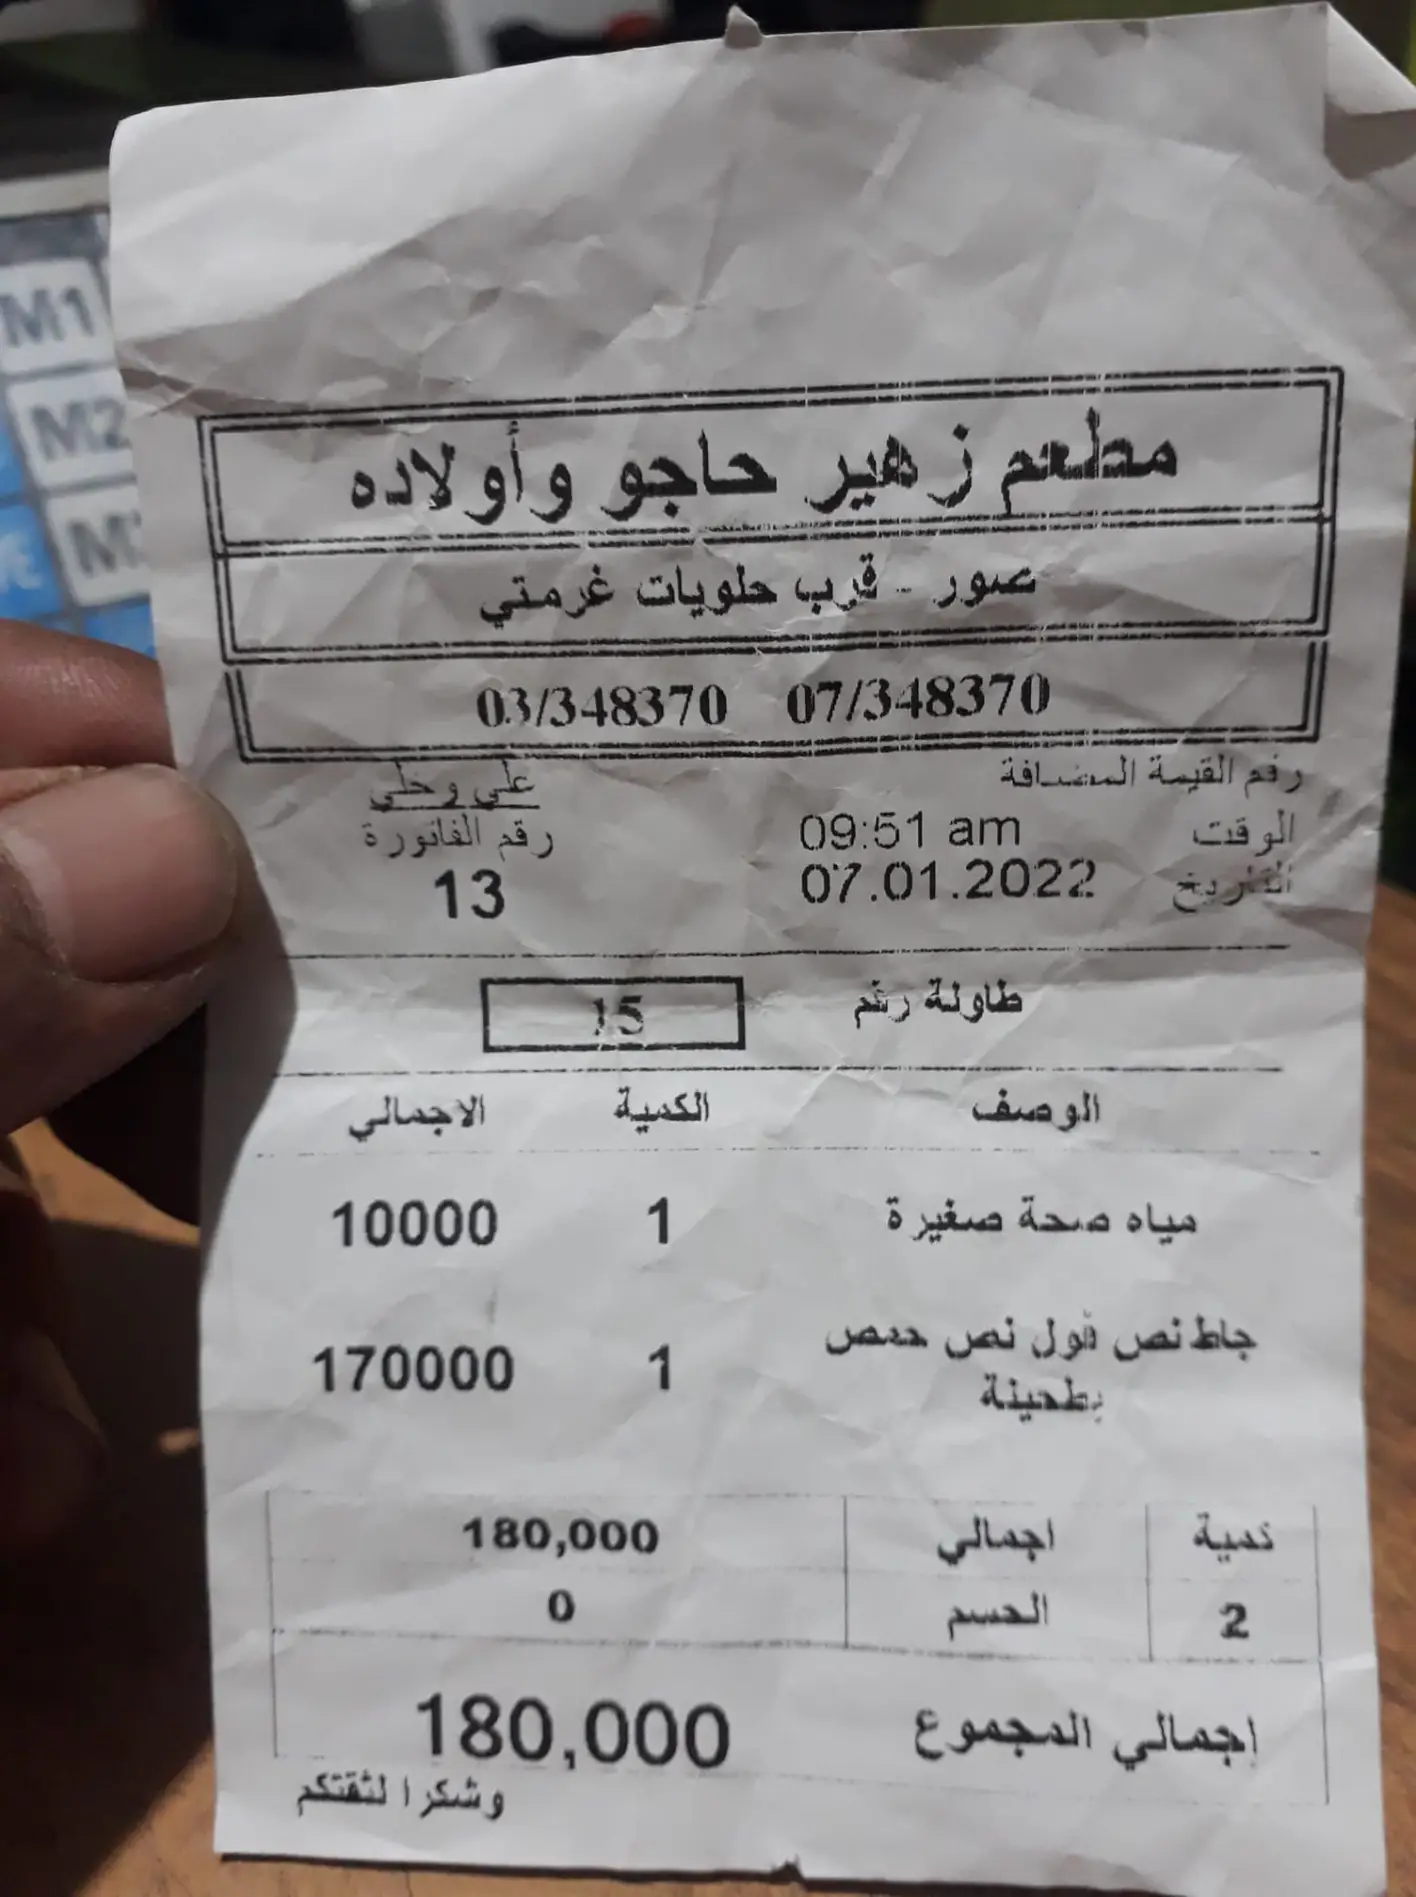 مطعم زهير حاجو وأولاده
صور - قرب حلويات غرمتي
03/348370 07/348370
رقم القيمة المضافة
علي وخلي
الوقت 09:51 am
رقم الفاتورة
التاريخ 07.01.2022
13
طاولة رقم 15
الوصف الكمية الاجمالي
مياه صحة صغيرة 1 10000
جاط نص فول نص حمص 1 170000
بطحينة
كمية اجمالي 180,000
2 الحسم 0
إجمالي المجموع 180,000
وشكرا لثقتكم
M1
M2